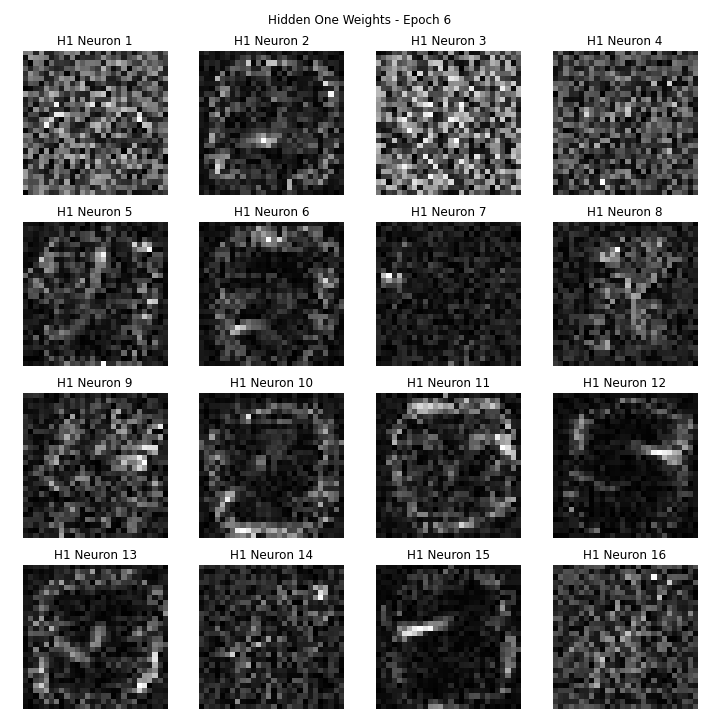 Hidden One Weights - Epoch 6
H1 Neuron 1
H1 Neuron 2
H1 Neuron 3
H1 Neuron 4
H1 Neuron 5
H1 Neuron 6
H1 Neuron 7
H1 Neuron 8
H1 Neuron 9
H1 Neuron 10
H1 Neuron 11
H1 Neuron 12
H1 Neuron 13
H1 Neuron 14
H1 Neuron 15
H1 Neuron 16